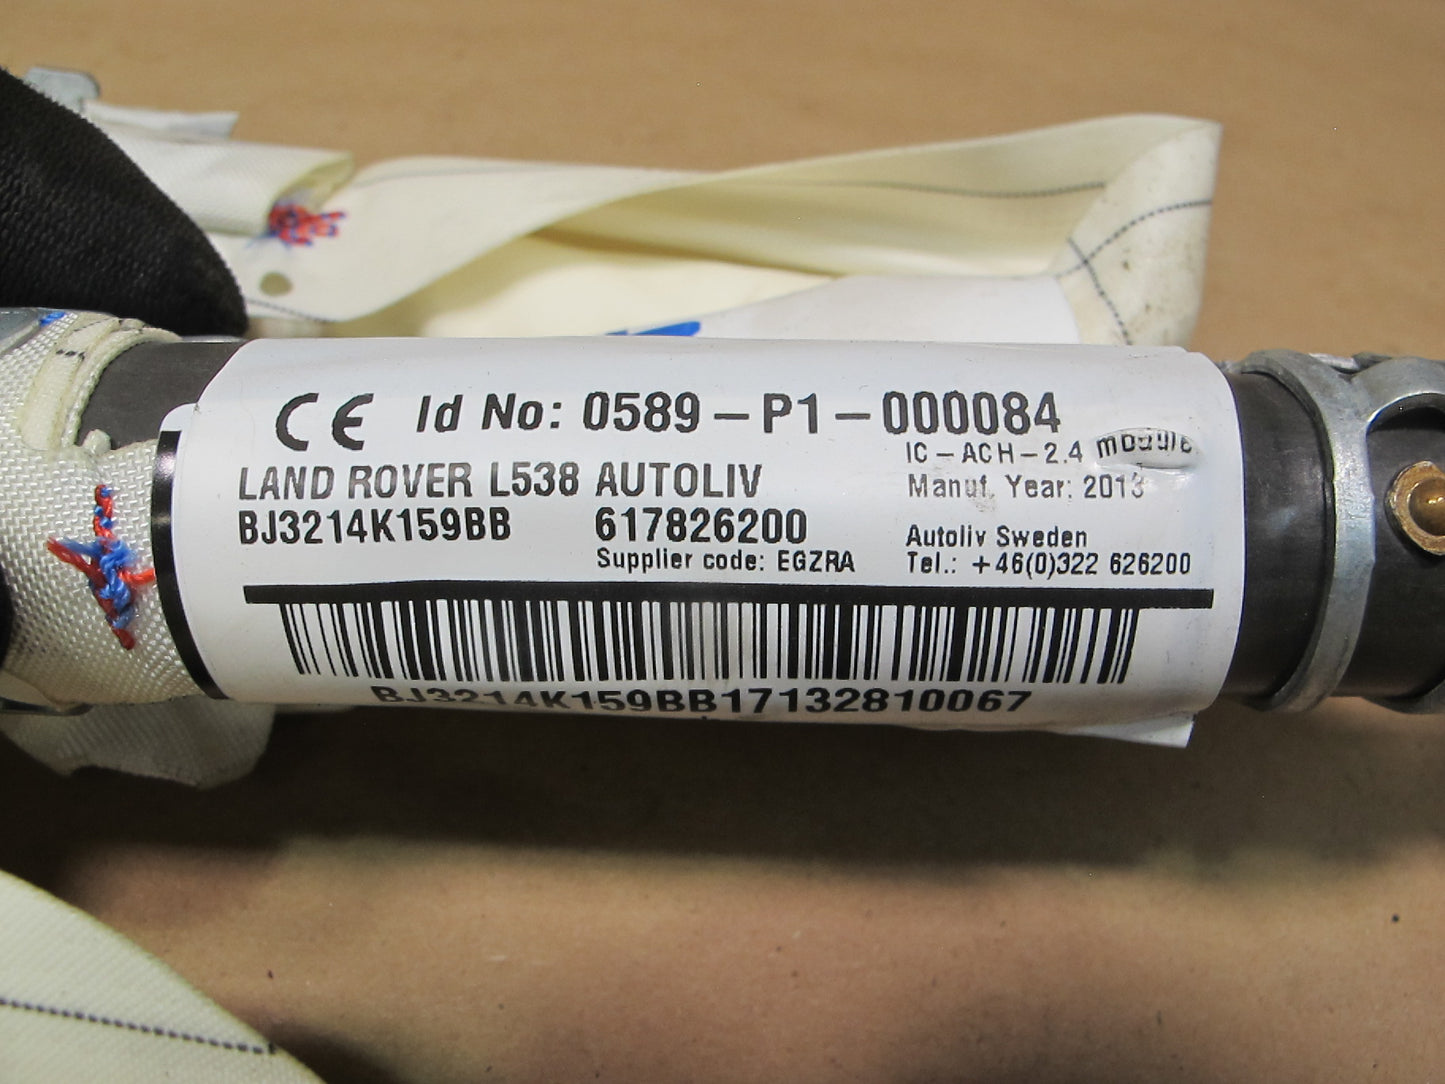 CE Id No: 0589-P1-000084
IC-ACH-2.4 module
LAND ROVER L538 AUTOLIV
Manuf. Year: 2013
BJ3214K159BB 617826200
Autoliv Sweden
Supplier code: EGZRA
Tel.: +46(0)322 626200
BJ3214K159BB17132810067